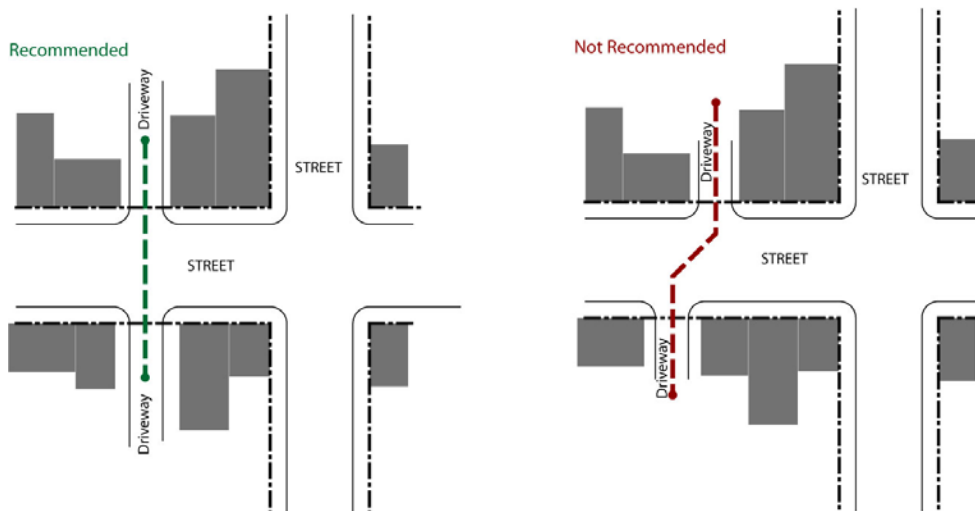 Recommended
Driveway
STREET
STREET
Driveway
Not Recommended
Driveway
STREET
STREET
Driveway